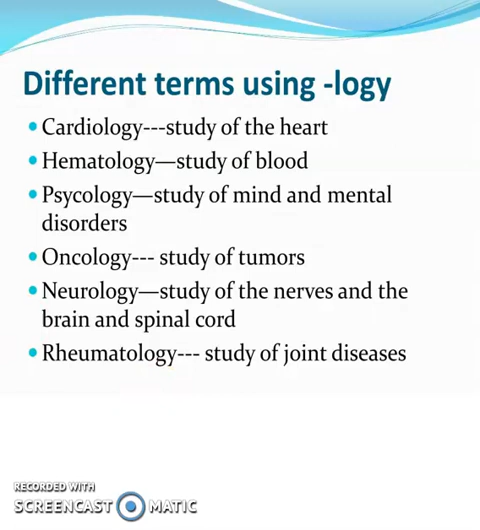 Different terms using -logy
• Cardiology---study of the heart
• Hematology—study of blood
• Psycology—study of mind and mental
disorders
• Oncology--- study of tumors
• Neurology—study of the nerves and the
brain and spinal cord
• Rheumatology--- study of joint diseases
RECORDED WITH
SCREENCAST MATIC